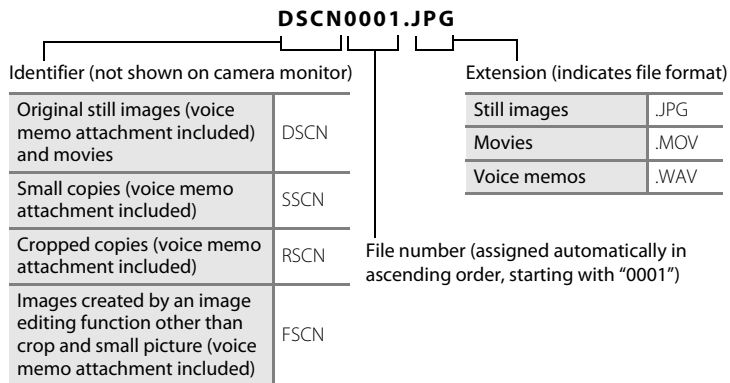 DSCN0001.JPG
Identifier (not shown on camera monitor)
Original still images (voice
memo attachment included)
and movies
DSCN
Small copies (voice memo
attachment included)
SSCN
Cropped copies (voice memo
attachment included)
RSCN
Images created by an image
editing function other than
crop and small picture (voice
memo attachment included)
FSCN
Extension (indicates file format)
Still images .JPG
Movies .MOV
Voice memos .WAV
File number (assigned automatically in
ascending order, starting with “0001”)